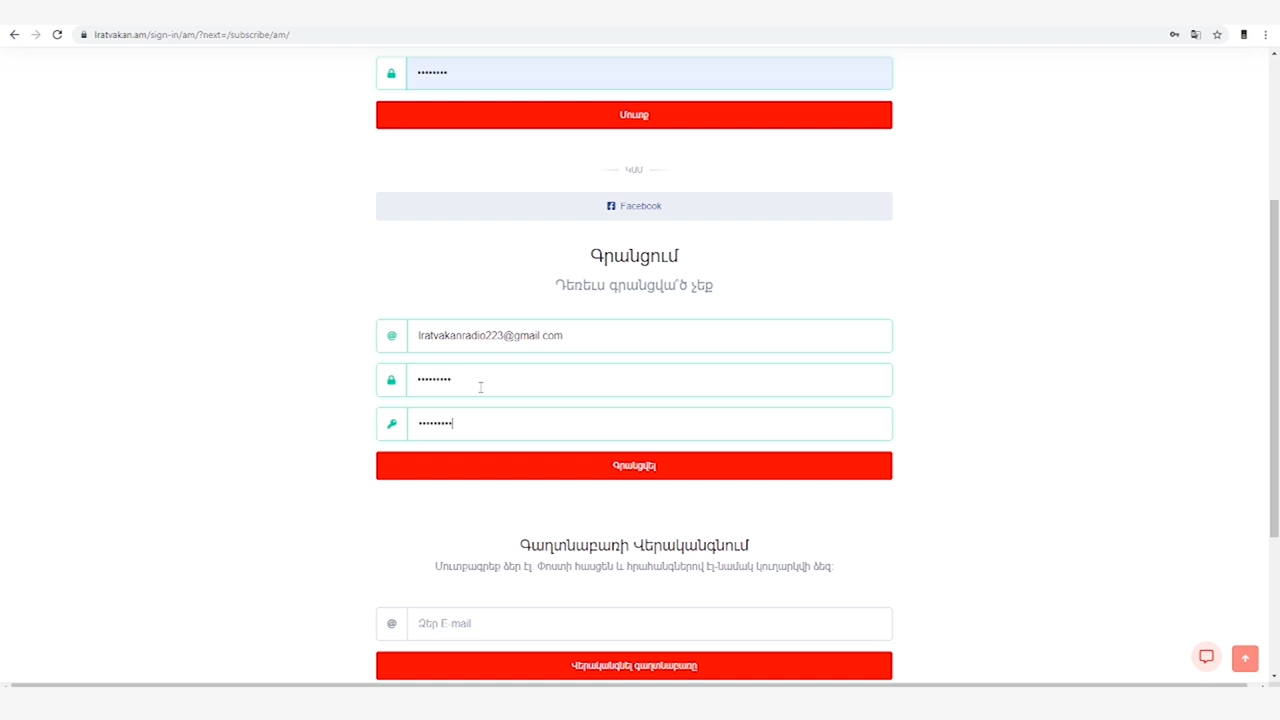 lratvakan.am/sign-in/am/?next=/subscribe/am/
••••••••
Մուտք
ԿԱՄ
Facebook
Գրանցում
Դեռեւս գրանցվա՞ծ չեք
lratvakanradio223@gmail.com
•••••••••
•••••••••
Գրանցվել
Գաղտնաբառի Վերականգնում
Մուտքագրեք ձեր էլ. Փոստի հասցեն և հրահանգներով էլ-նամակ կուղարկվի ձեզ:
Ձեր E-mail
Վերականգնել գաղտնաբառը